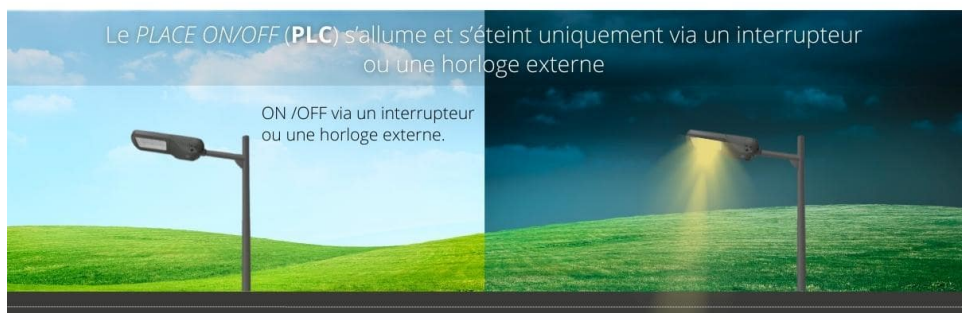 Le PLACE ON/OFF (PLC) s'allume et s'éteint uniquement via un interrupteur
ou une horloge externe
ON /OFF via un interrupteur
ou une horloge externe.